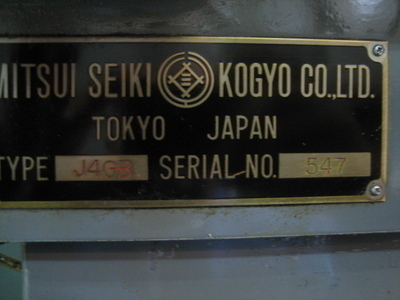 MITSUI SEIKI KOGYO CO.,LTD.
TOKYO JAPAN
TYPE J4GB SERIAL NO. 547